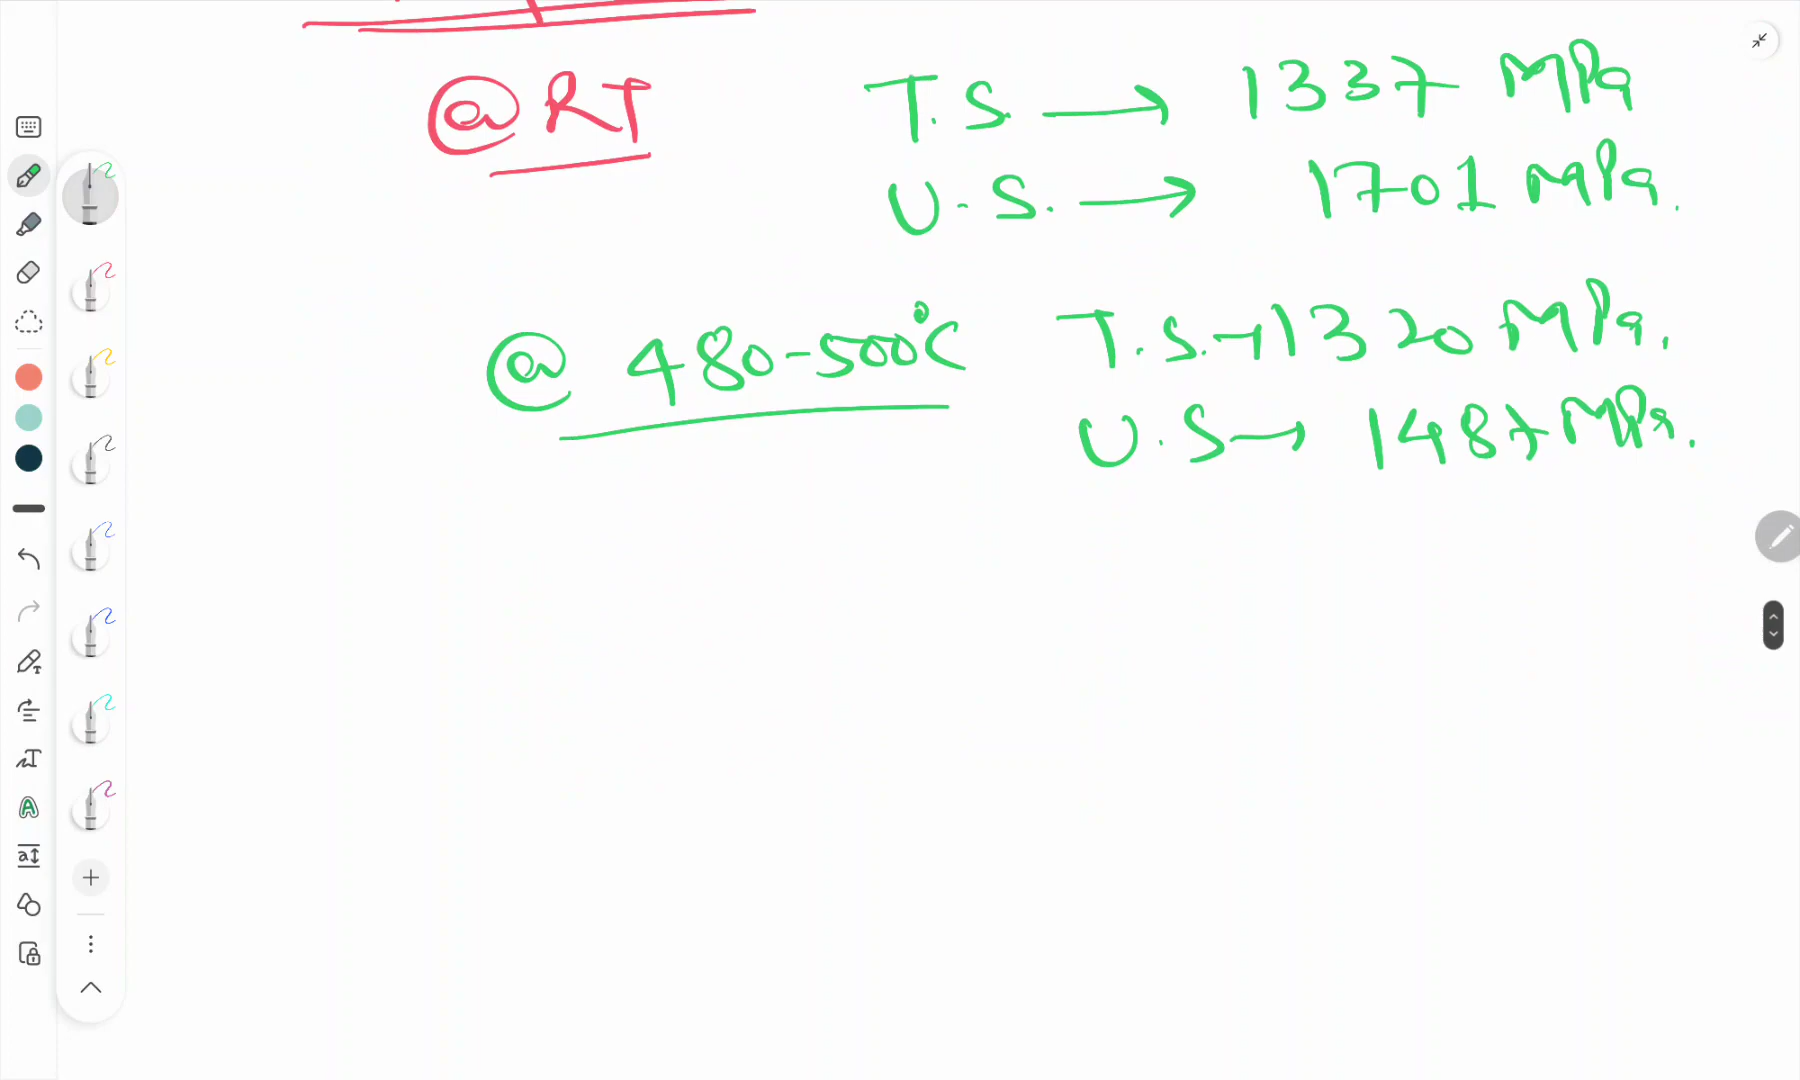 @ RT T.S. → 1337 MPa
U.S. → 1701 MPa.
@ 480-500°C T.S. → 1320 MPa.
U.S → 1487 MPa.